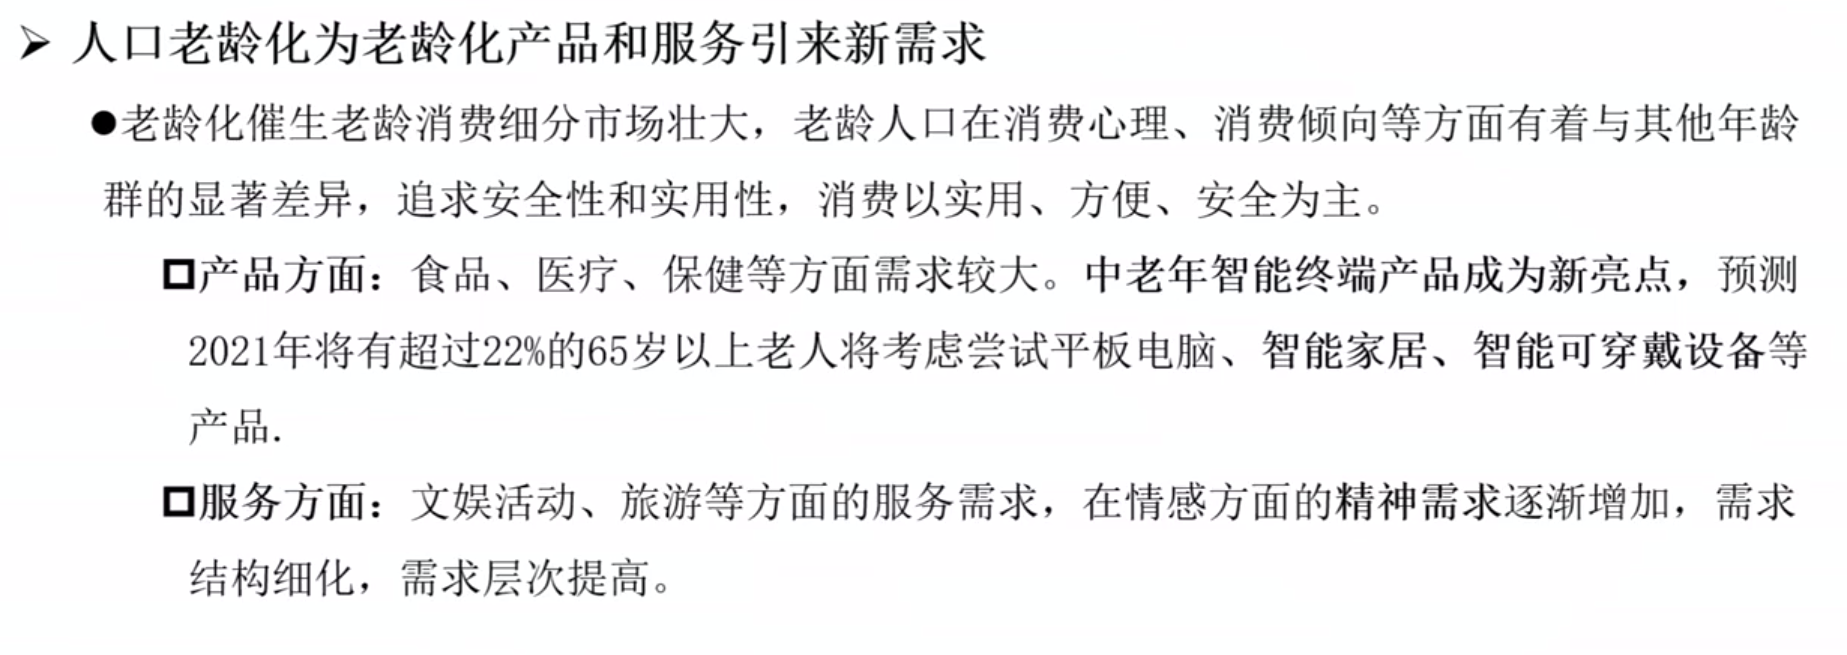 ➢ 人口老龄化为老龄化产品和服务引来新需求
●老龄化催生老龄消费细分市场壮大，老龄人口在消费心理、消费倾向等方面有着与其他年龄
群的显著差异，追求安全性和实用性，消费以实用、方便、安全为主。
□产品方面：食品、医疗、保健等方面需求较大。中老年智能终端产品成为新亮点，预测
2021年将有超过22%的65岁以上老人将考虑尝试平板电脑、智能家居、智能可穿戴设备等
产品.
□服务方面：文娱活动、旅游等方面的服务需求，在情感方面的精神需求逐渐增加，需求
结构细化，需求层次提高。